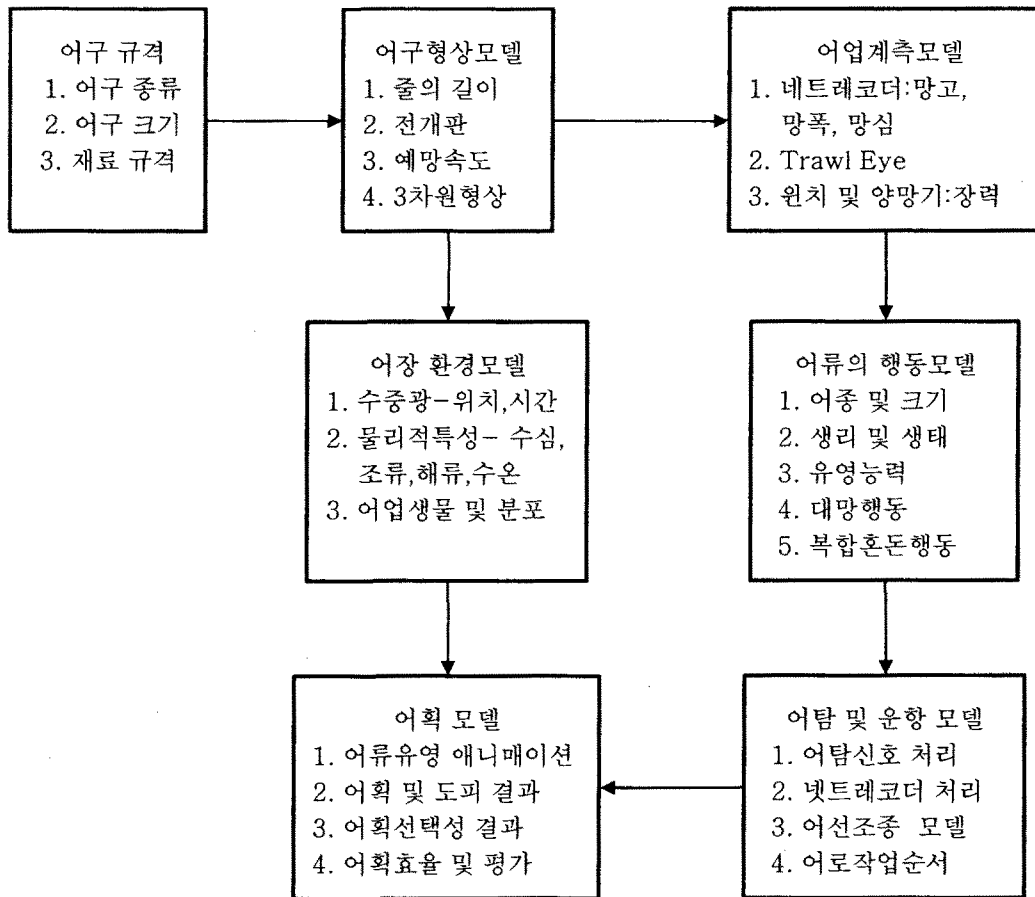 어구 규격
1. 어구 종류
2. 어구 크기
3. 재료 규격
어구형상모델
1. 줄의 길이
2. 전개판
3. 예망속도
4. 3차원형상
어업계측모델
1. 네트레코더:망고,
망폭, 망심
2. Trawl Eye
3. 윈치 및 양망기:장력
어장 환경모델
1. 수중광-위치,시간
2. 물리적특성- 수심,
조류,해류,수온
3. 어업생물 및 분포
어류의 행동모델
1. 어종 및 크기
2. 생리 및 생태
3. 유영능력
4. 대망행동
5. 복합혼돈행동
어획 모델
1. 어류유영 애니매이션
2. 어획 및 도피 결과
3. 어획선택성 결과
4. 어획효율 및 평가
어탐 및 운항 모델
1. 어탐신호 처리
2. 넷트레코더 처리
3. 어선조종 모델
4. 어로작업순서